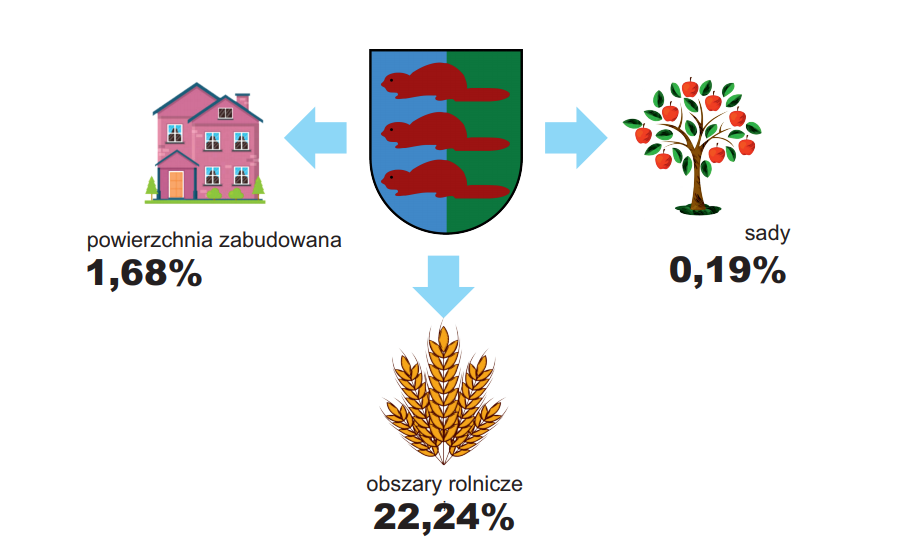 powierzchnia zabudowana
1,68%
sady
0,19%
obszary rolnicze
22,24%